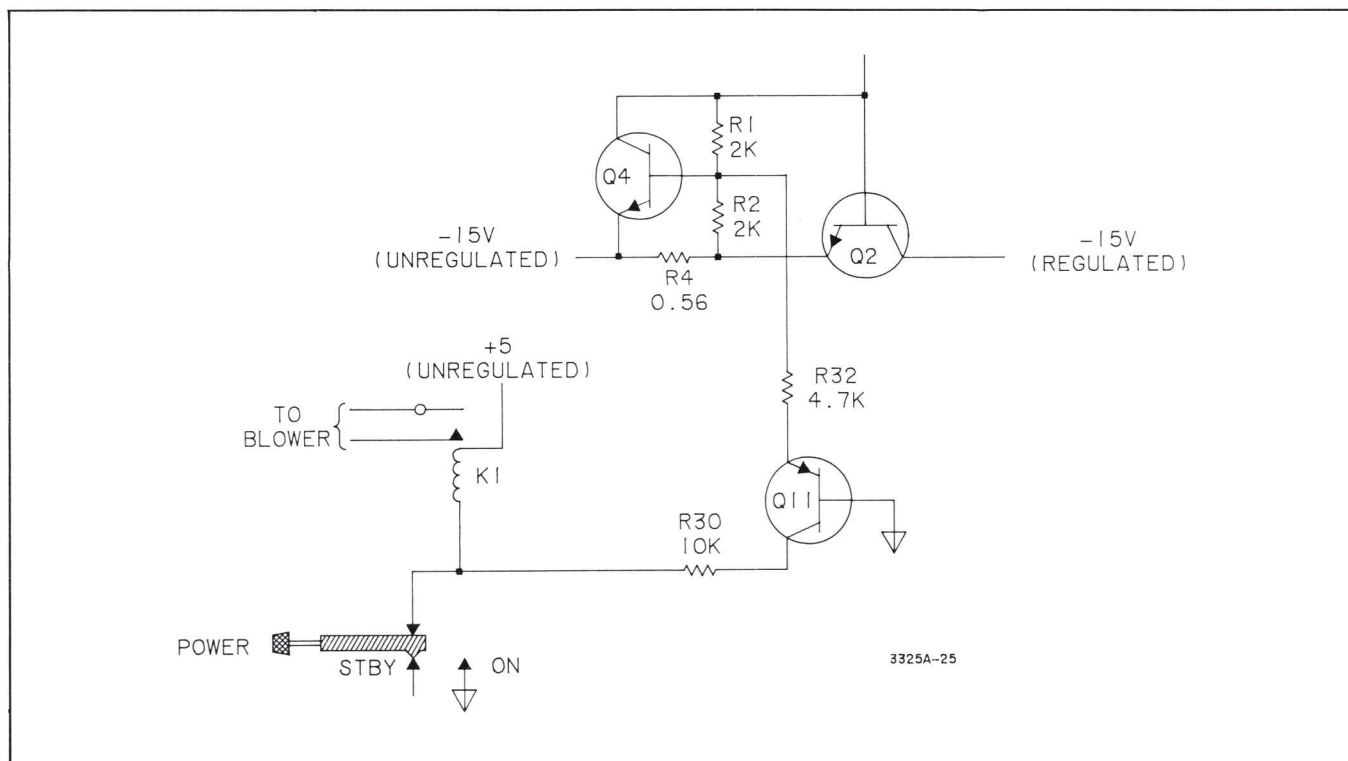 R1
2K
Q4
R2
2K
-15V
(UNREGULATED)
R4
0.56
Q2
-15V
(REGULATED)
+5
(UNREGULATED)
TO
BLOWER
K1
R32
4.7K
Q11
R30
10K
POWER
STBY
ON
3325A-25